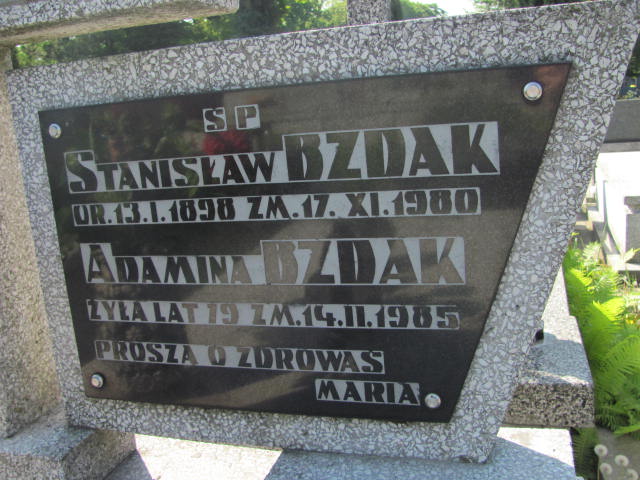 SP
STANISŁAW BZDAK
UR. 13. I. 1898 ZM. 17. XI. 1980
ADAMINA BZDAK
ŻYŁA LAT 79 ZM. 14. II. 1985
PROSZĄ O ZDROWAŚ
MARIA